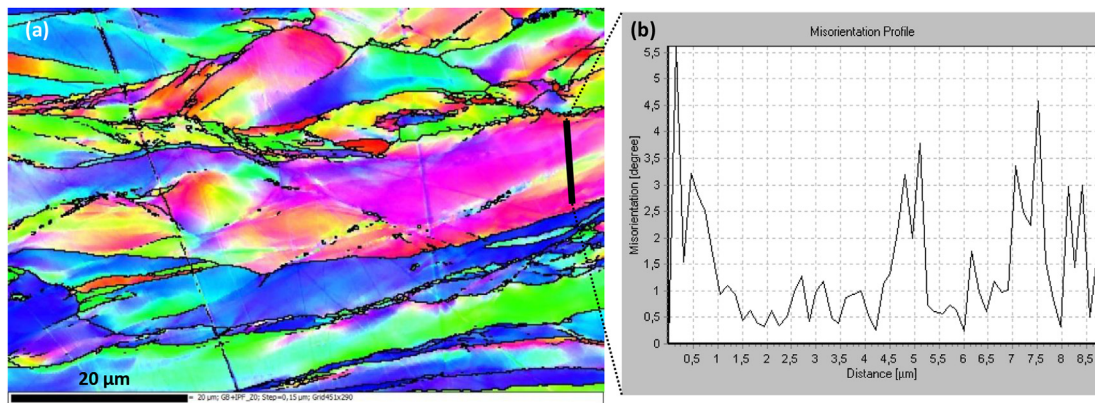 (a)
20 µm
= 20 µm; GB+IPF_Z0; Step=0,15 µm; Grid451x290
(b)
Misorientation Profile
Misorientation [degree]
5,5
5
4,5
4
3,5
3
2,5
2
1,5
1
0,5
0
0,5 1 1,5 2 2,5 3 3,5 4 4,5 5 5,5 6 6,5 7 7,5 8 8,5
Distance [µm]